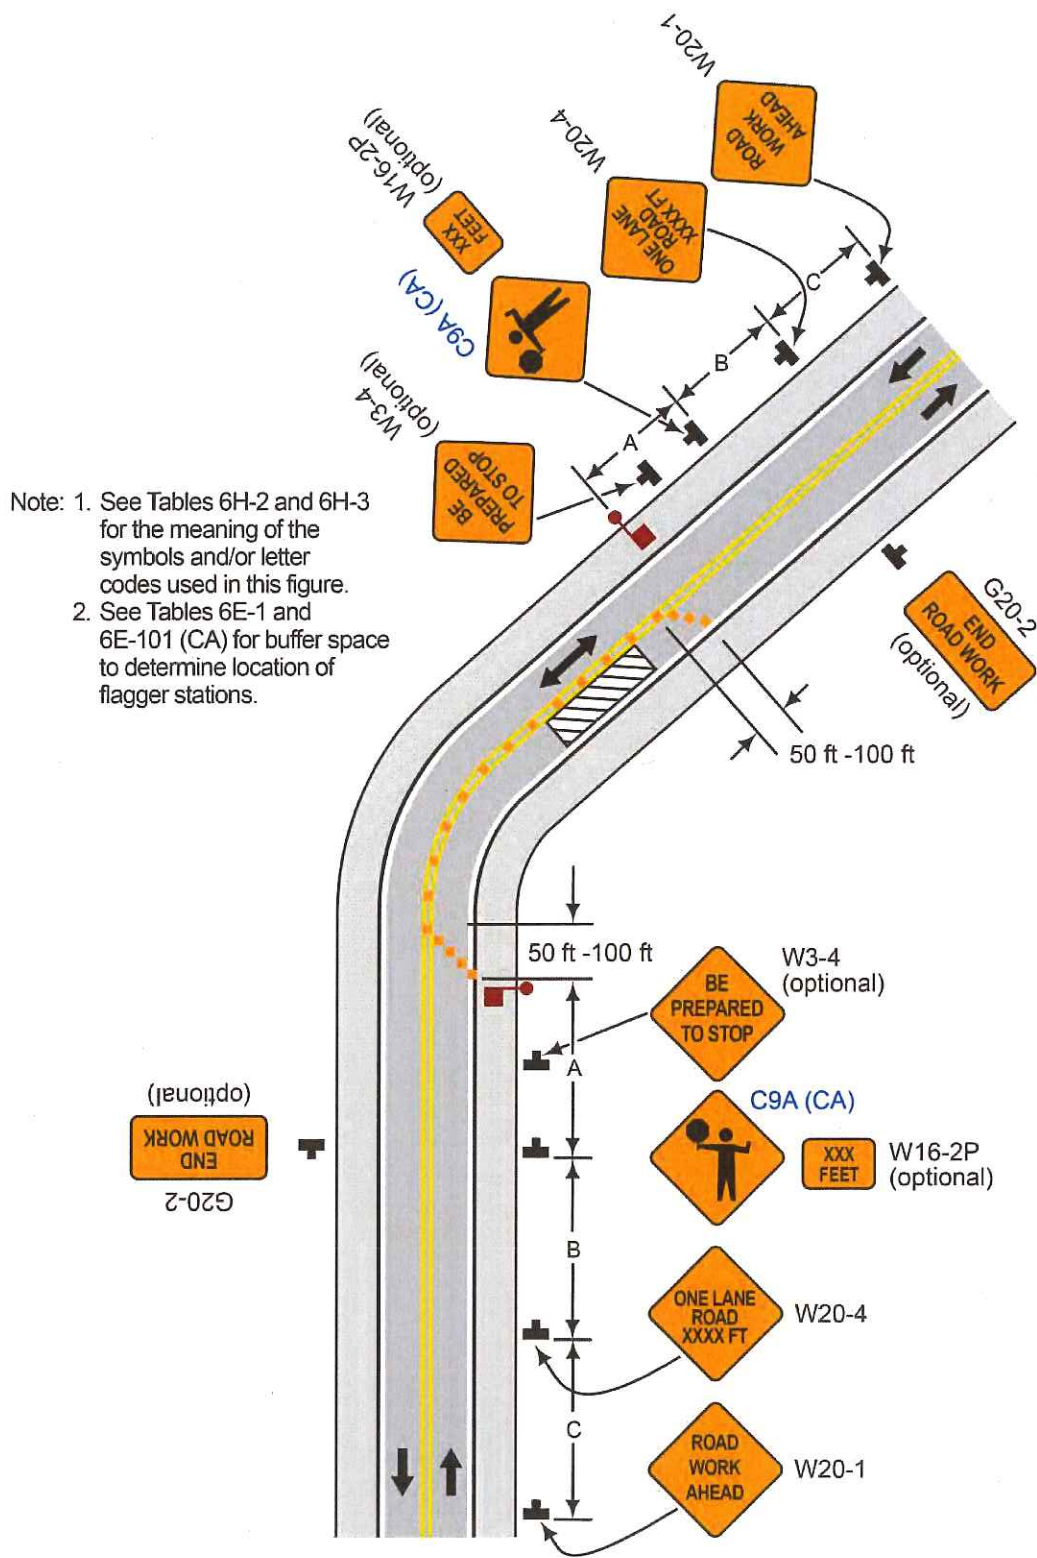 W20-1
ROAD
WORK
AHEAD
W20-4
ONE LANE
ROAD
XXXX FT
W16-2P
(optional)
XXX
FEET
C9A (CA)
W3-4
(optional)
BE
PREPARED
TO STOP
A
B
C
Note: 1. See Tables 6H-2 and 6H-3
for the meaning of the
symbols and/or letter
codes used in this figure.
2. See Tables 6E-1 and
6E-101 (CA) for buffer space
to determine location of
flagger stations.
G20-2
END
ROAD WORK
(optional)
50 ft -100 ft
50 ft -100 ft
BE
PREPARED
TO STOP
W3-4
(optional)
A
C9A (CA)
XXX
FEET
W16-2P
(optional)
G20-2
END
ROAD WORK
(optional)
B
ONE LANE
ROAD
XXXX FT
W20-4
C
ROAD
WORK
AHEAD
W20-1